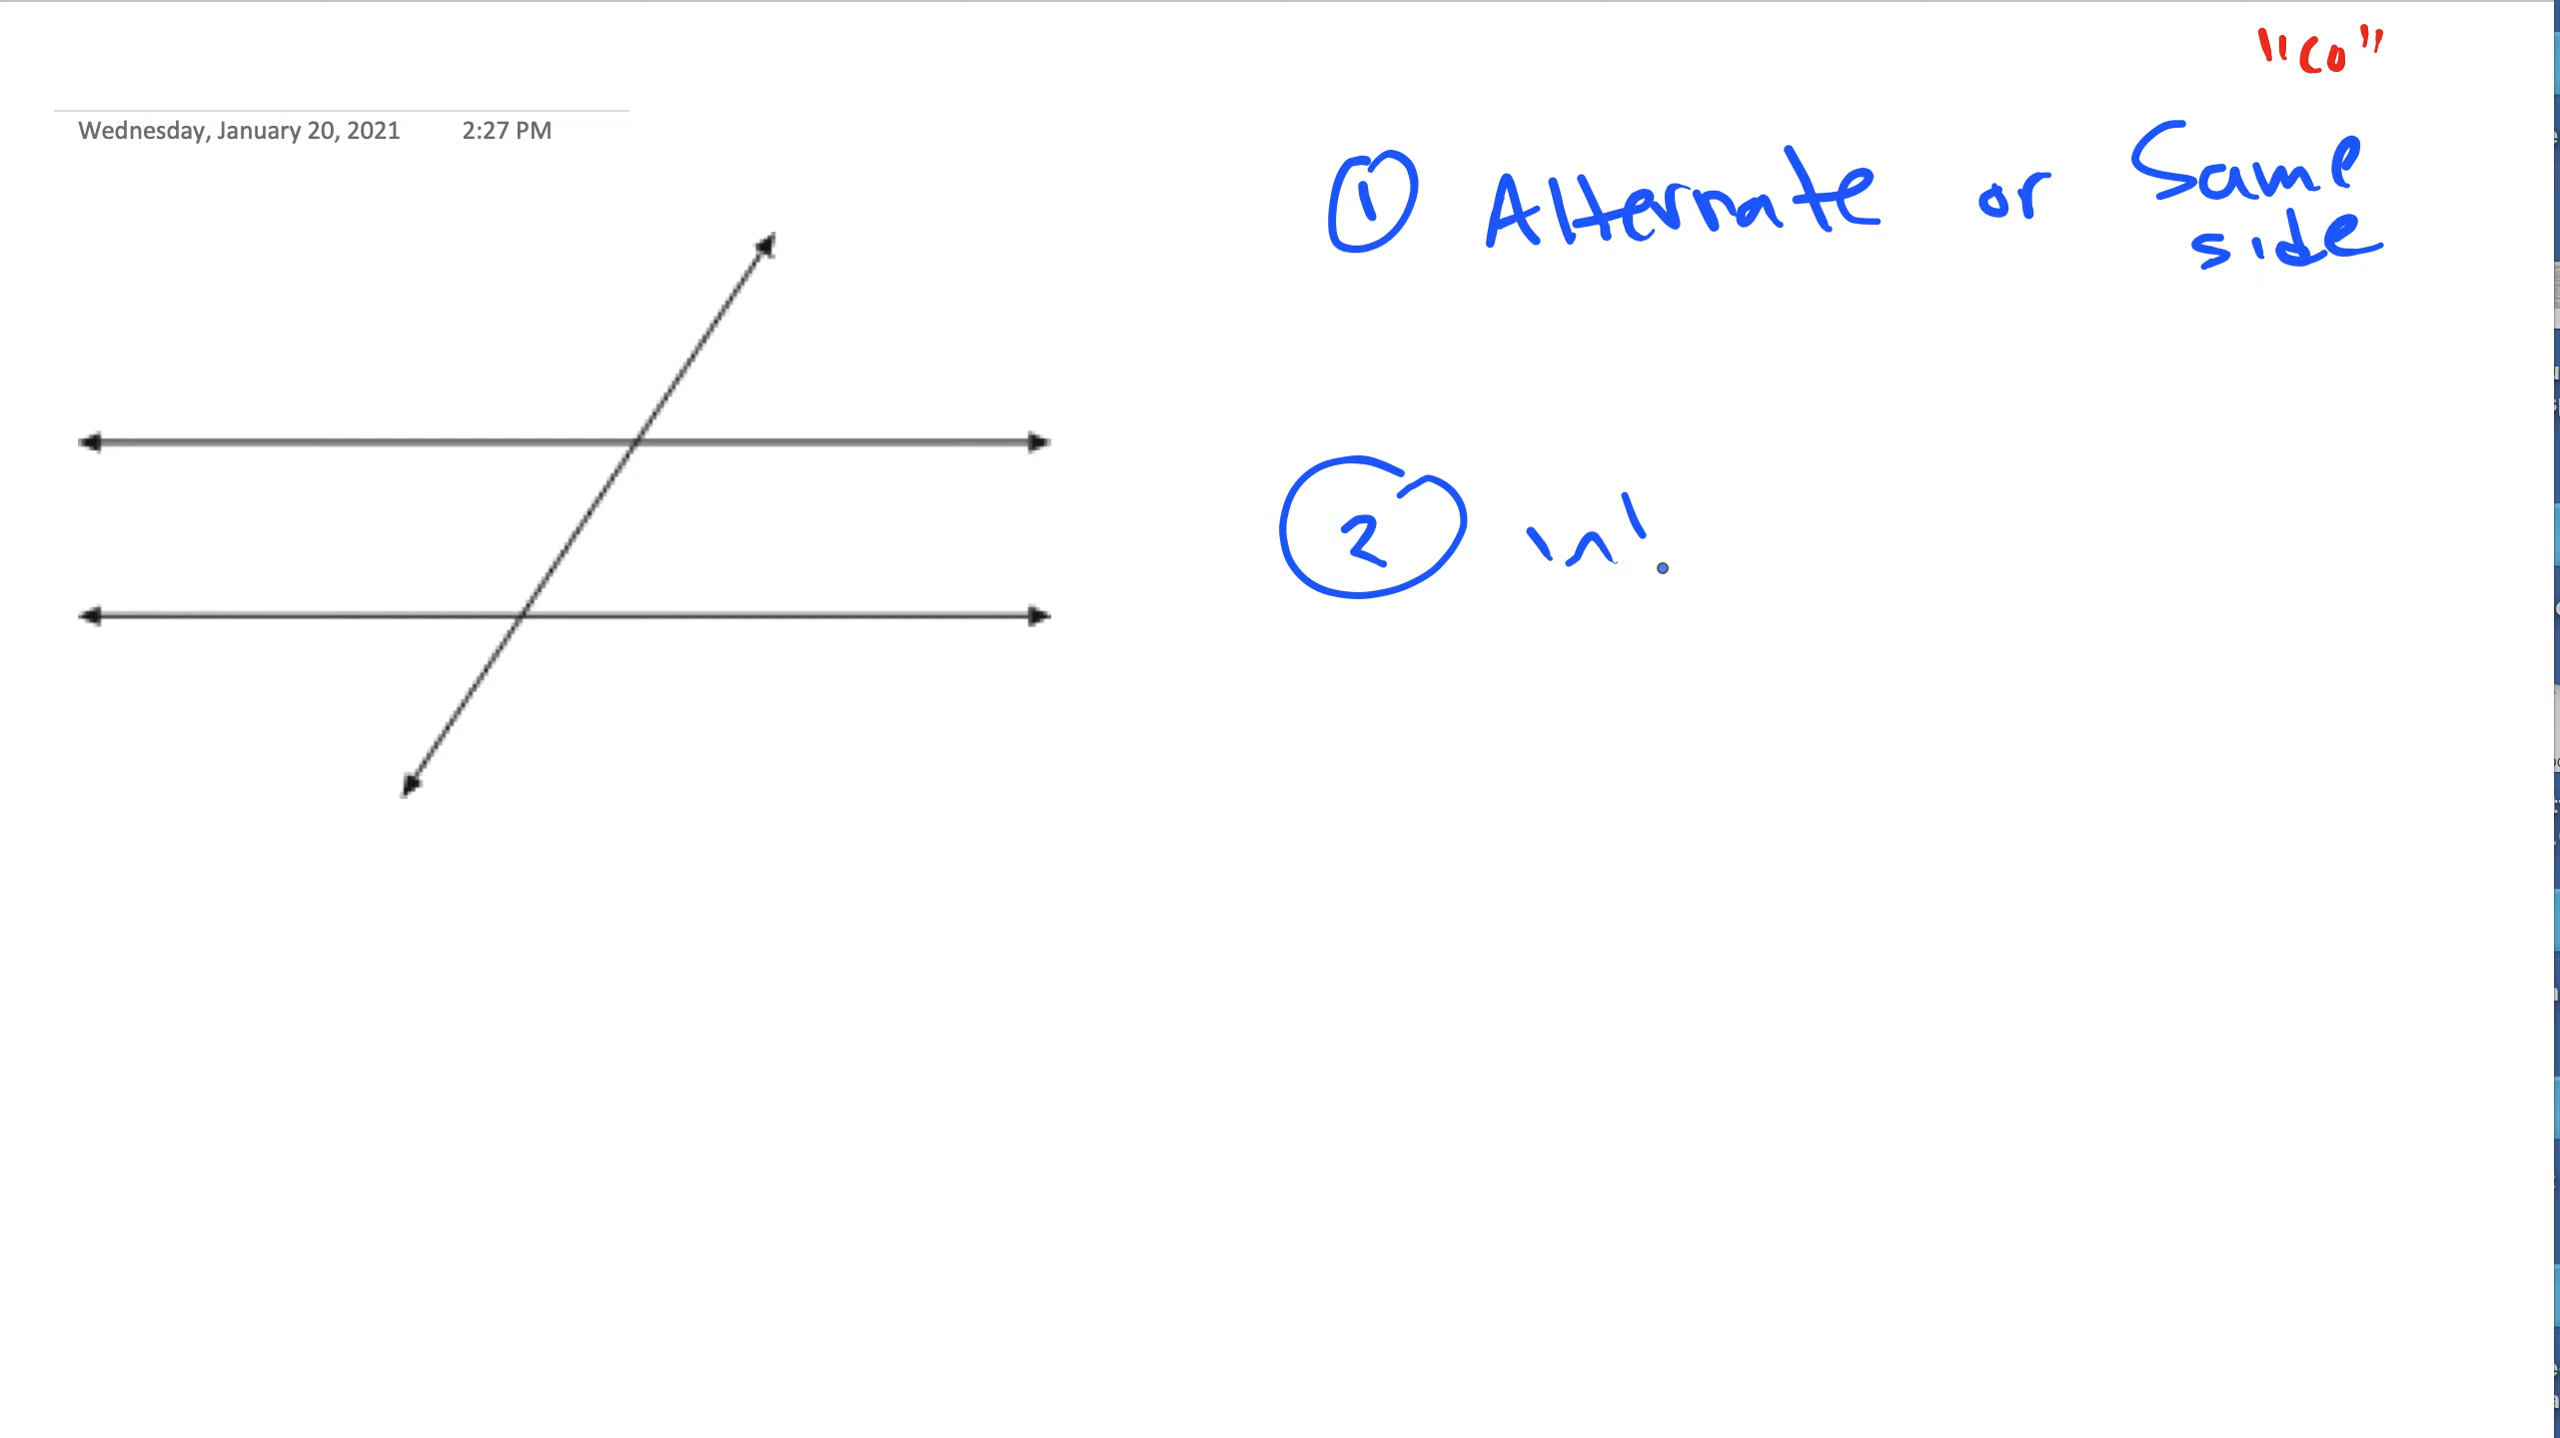 "co"
Wednesday, January 20, 2021 2:27 PM
① Alternate or Same
side
② in